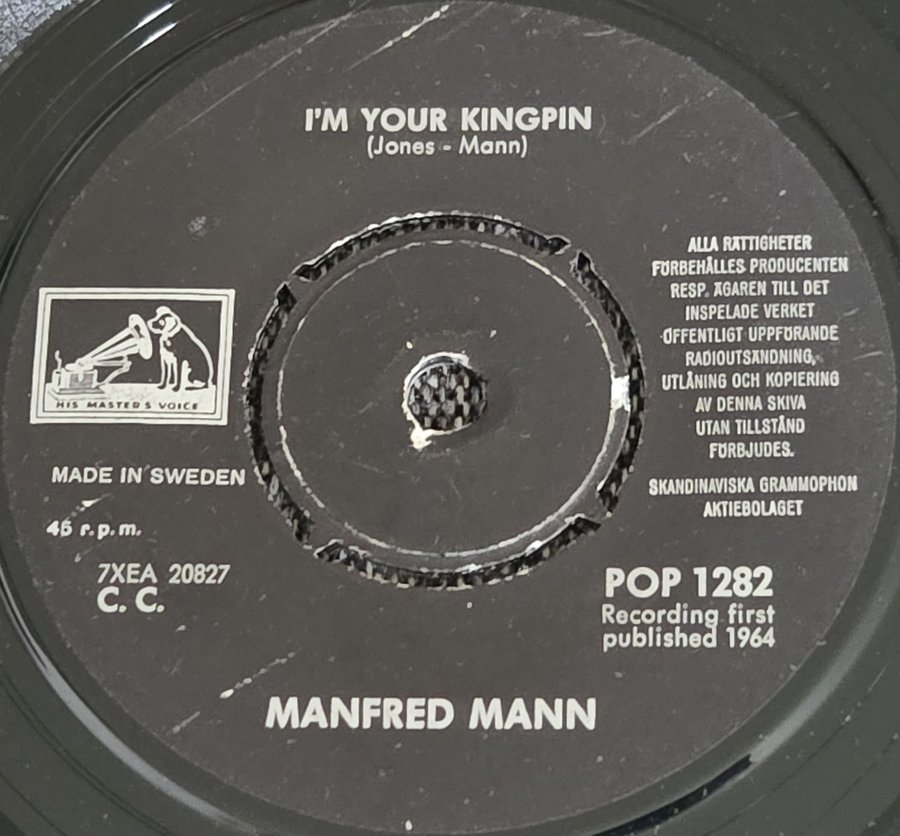 I'M YOUR KINGPIN
(Jones - Mann)
HIS MASTER'S VOICE
MADE IN SWEDEN
45 r.p.m.
7XEA 20827
C. C.
ALLA RÄTTIGHETER
FÖRBEHÅLLES PRODUCENTEN
RESP. ÄGAREN TILL DET
INSPELADE VERKET
OFFENTLIGT UPPFÖRANDE
RADIOUTSÄNDNING,
UTLÅNING OCH KOPIERING
AV DENNA SKIVA
UTAN TILLSTÅND
FÖRBJUDES.
SKANDINAVISKA GRAMMOPHON
AKTIEBOLAGET
POP 1282
Recording first
published 1964
MANFRED MANN